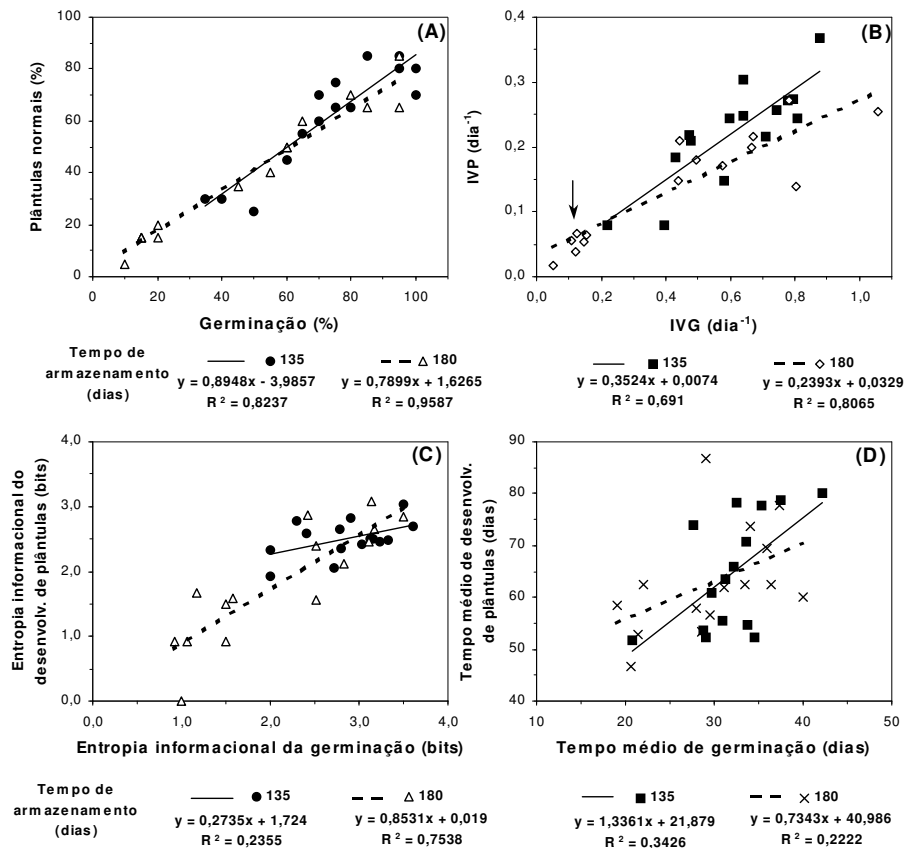 (A)
Plântulas normais (%)
100
80
60
40
20
0
0 20 40 60 80 100
Germinação (%)
(B)
IVP (dia-1)
0,4
0,3
0,2
0,1
0,0
0,0 0,2 0,4 0,6 0,8 1,0
IVG (dia-1)
Tempo de
armazenamento
(dias)
135
y = 0,8948x - 3,9857
R 2 = 0,8237
180
y = 0,7899x + 1,6265
R 2 = 0,9587
135
y = 0,3524x + 0,0074
R 2 = 0,691
180
y = 0,2393x + 0,0329
R 2 = 0,8065
(C)
Entropia informacional do
desenvolv. de plântulas (bits)
4,0
3,0
2,0
1,0
0,0
0,0 1,0 2,0 3,0 4,0
Entropia informacional da germinação (bits)
(D)
Tempo médio de desenvolv.
de plântulas (dias)
90
80
70
60
50
40
10 20 30 40 50
Tempo médio de germinação (dias)
Tempo de
armazenamento
(dias)
135
y = 0,2735x + 1,724
R 2 = 0,2355
180
y = 0,8531x + 0,019
R 2 = 0,7538
135
y = 1,3361x + 21,879
R 2 = 0,3426
180
y = 0,7343x + 40,986
R 2 = 0,2222